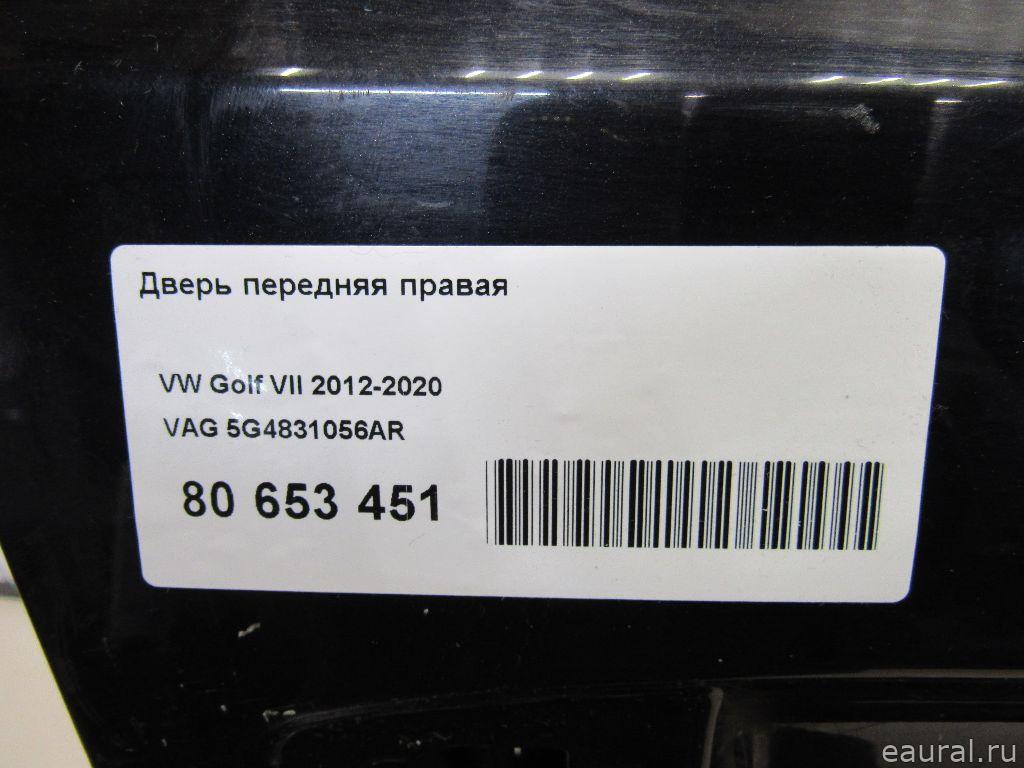 Дверь передняя правая
VW Golf VII 2012-2020
VAG 5G4831056AR
80 653 451
eaural.ru